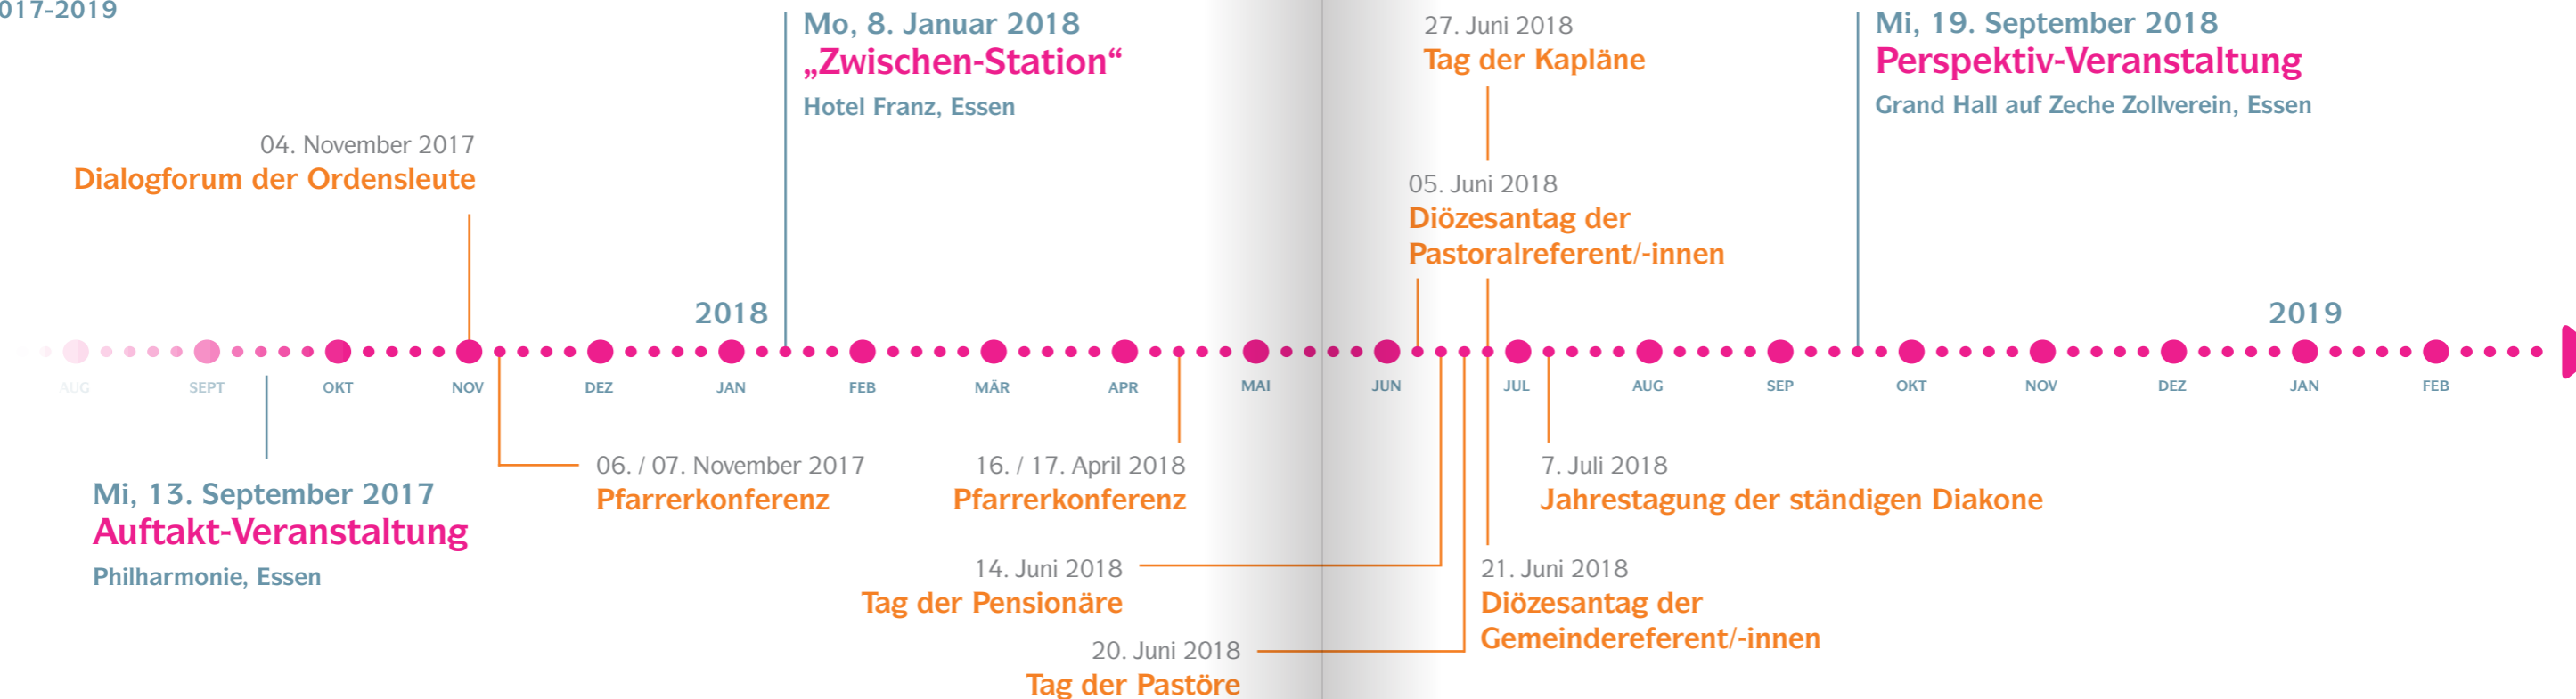 017-2019
Mo, 8. Januar 2018
„Zwischen-Station“
Hotel Franz, Essen
27. Juni 2018
Tag der Kapläne
Mi, 19. September 2018
Perspektiv-Veranstaltung
Grand Hall auf Zeche Zollverein, Essen
04. November 2017
Dialogforum der Ordensleute
05. Juni 2018
Diözesantag der
Pastoralreferent/-innen
2018
2019
AUG SEPT OKT NOV DEZ JAN FEB MÄR APR MAI JUN JUL AUG SEP OKT NOV DEZ JAN FEB
Mi, 13. September 2017
Auftakt-Veranstaltung
Philharmonie, Essen
06. / 07. November 2017
Pfarrerkonferenz
16. / 17. April 2018
Pfarrerkonferenz
7. Juli 2018
Jahrestagung der ständigen Diakone
14. Juni 2018
Tag der Pensionäre
21. Juni 2018
Diözesantag der
Gemeindereferent/-innen
20. Juni 2018
Tag der Pastöre